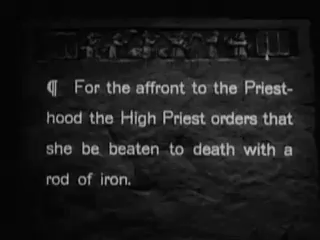 ¶ For the affront to the Priest-
hood the High Priest orders that
she be beaten to death with a
rod of iron.